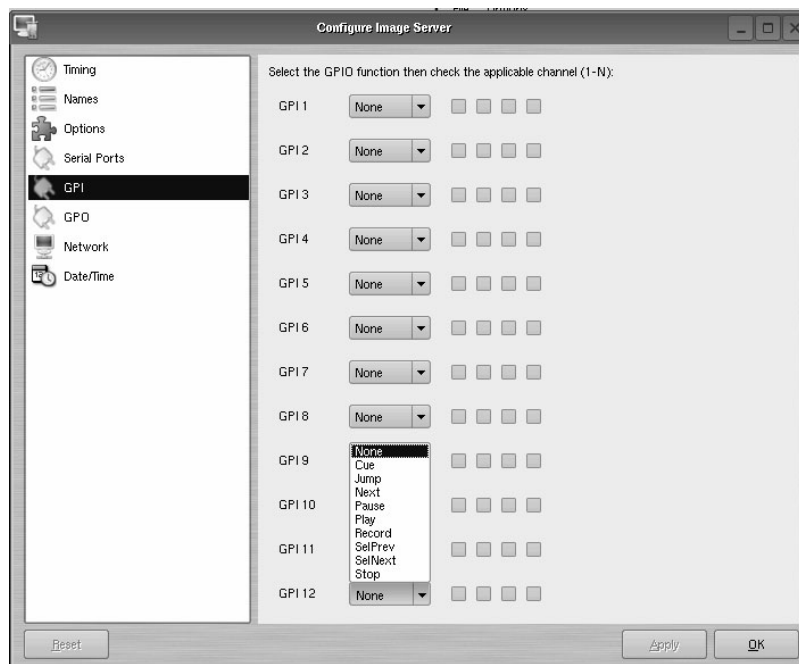 Configure Image Server
Timing
Names
Options
Serial Ports
GPI
GPO
Network
Date/Time
Select the GPIO function then check the applicable channel (1-N):
GPI 1 None
GPI 2 None
GPI 3 None
GPI 4 None
GPI 5 None
GPI 6 None
GPI 7 None
GPI 8 None
GPI 9
GPI 10
GPI 11
None
Cue
Jump
Next
Pause
Play
Record
SelPrev
SelNext
Stop
GPI 12 None
Reset
Apply
OK